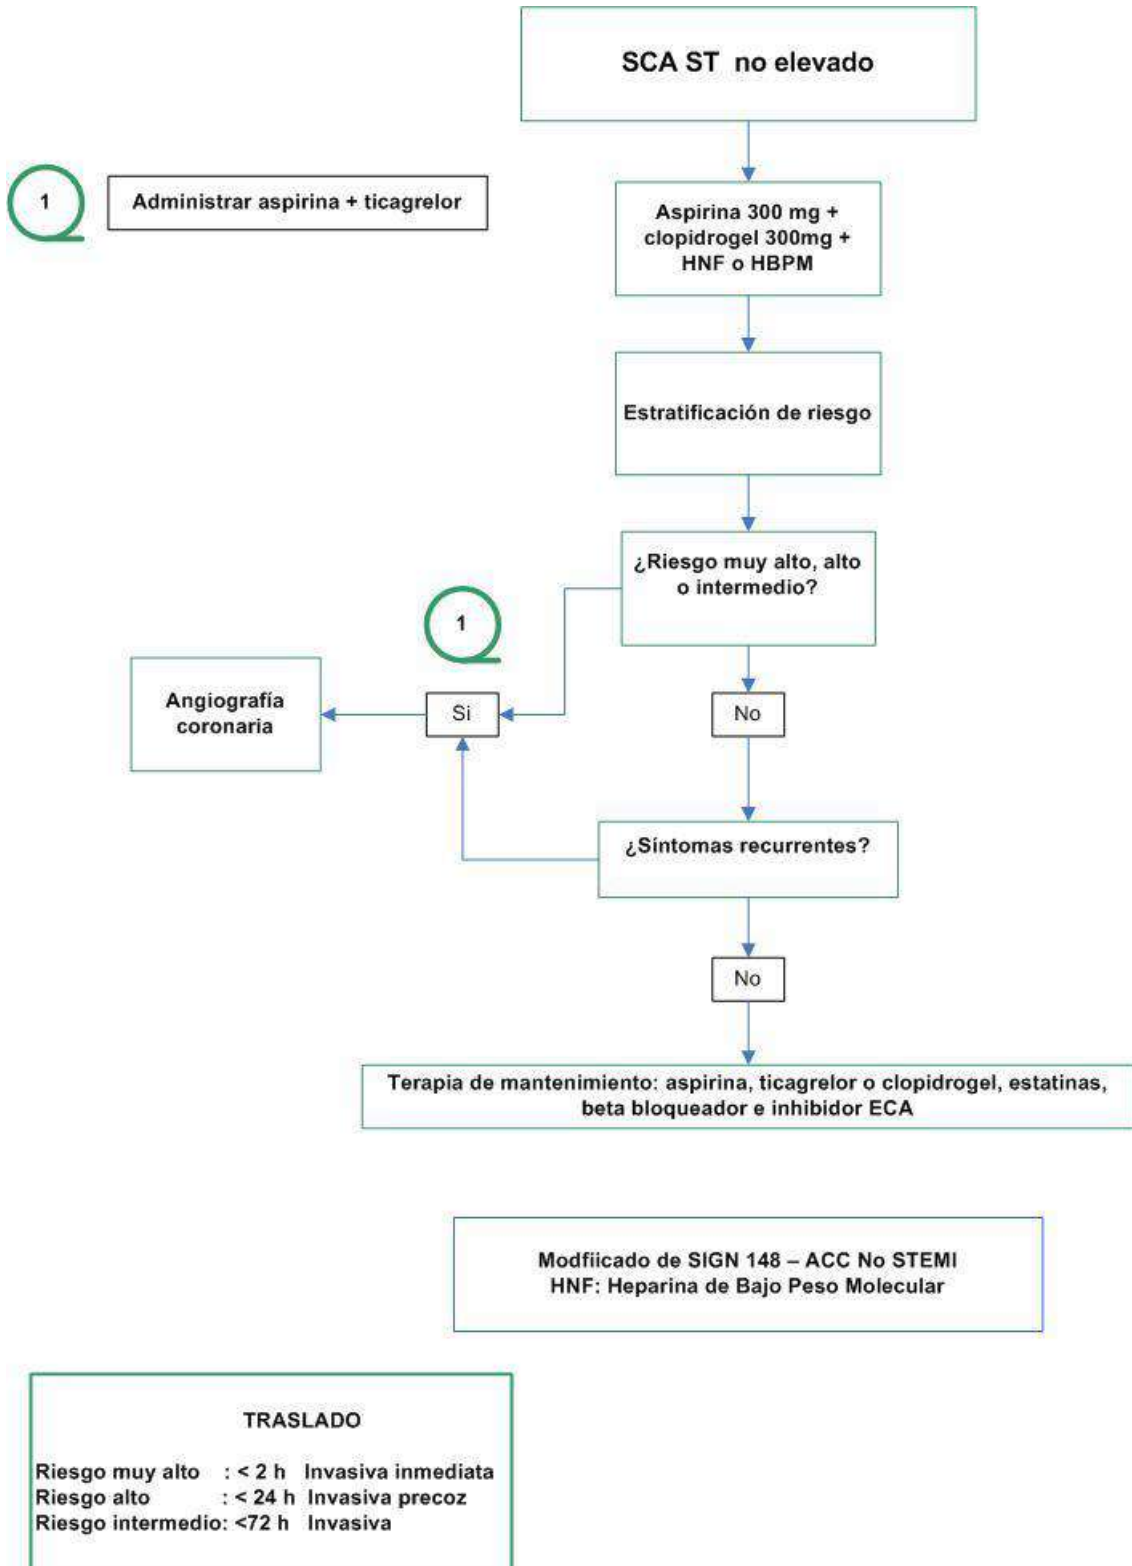 SCA ST no elevado
1
Administrar aspirina + ticagrelor
Aspirina 300 mg +
clopidrogel 300mg +
HNF o HBPM
Estratificación de riesgo
¿Riesgo muy alto, alto
o intermedio?
1
Angiografía
coronaria
Si
No
¿Síntomas recurrentes?
No
Terapia de mantenimiento: aspirina, ticagrelor o clopidrogel, estatinas,
beta bloqueador e inhibidor ECA
Modfiicado de SIGN 148 – ACC No STEMI
HNF: Heparina de Bajo Peso Molecular
TRASLADO
Riesgo muy alto : < 2 h Invasiva inmediata
Riesgo alto : < 24 h Invasiva precoz
Riesgo intermedio: <72 h Invasiva